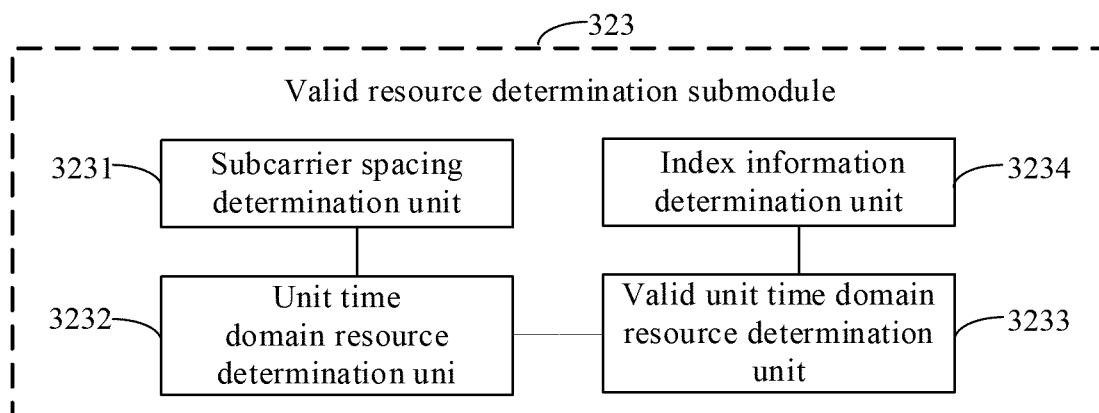 323
Valid resource determination submodule
3231
Subcarrier spacing
determination unit
Index information
determination unit
3234
3232
Unit time
domain resource
determination uni
Valid unit time domain
resource determination
unit
3233